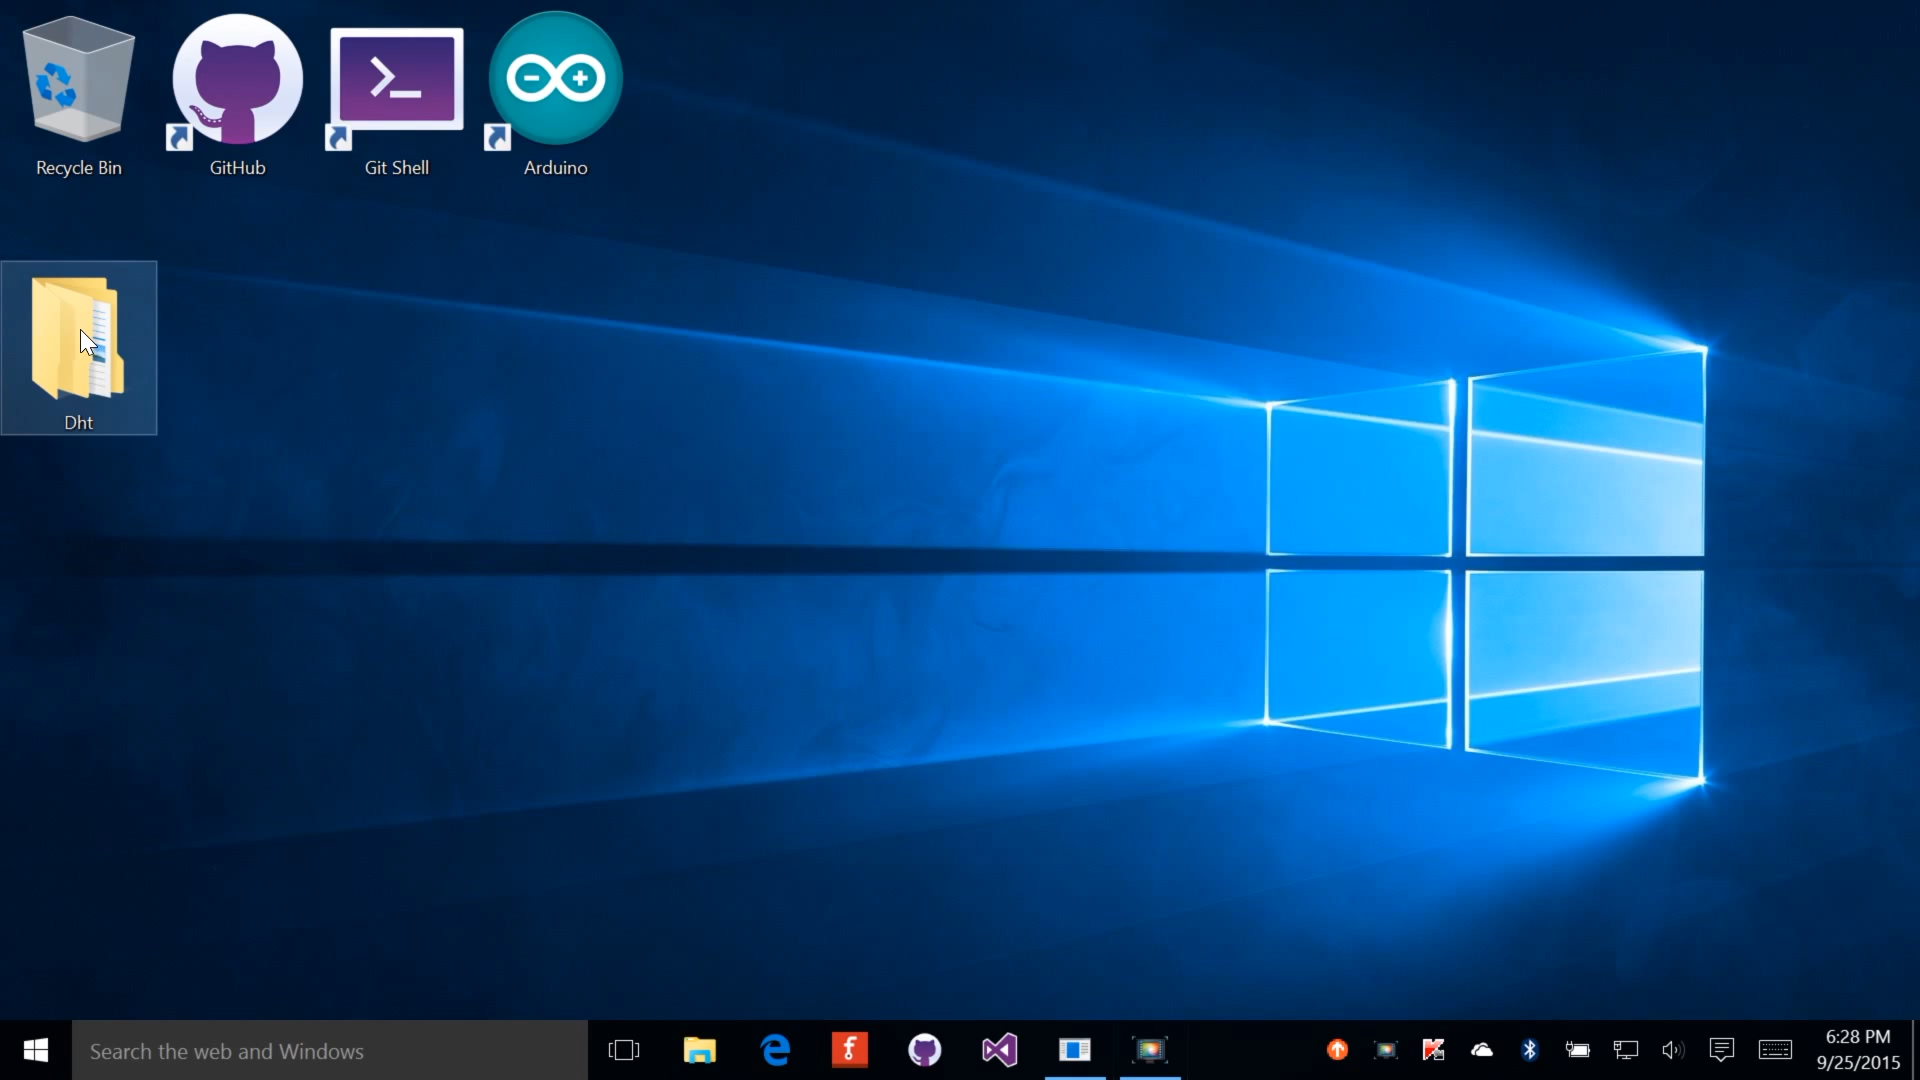 Recycle Bin
GitHub
Git Shell
Arduino
Dht
Search the web and Windows
6:28 PM
9/25/2015